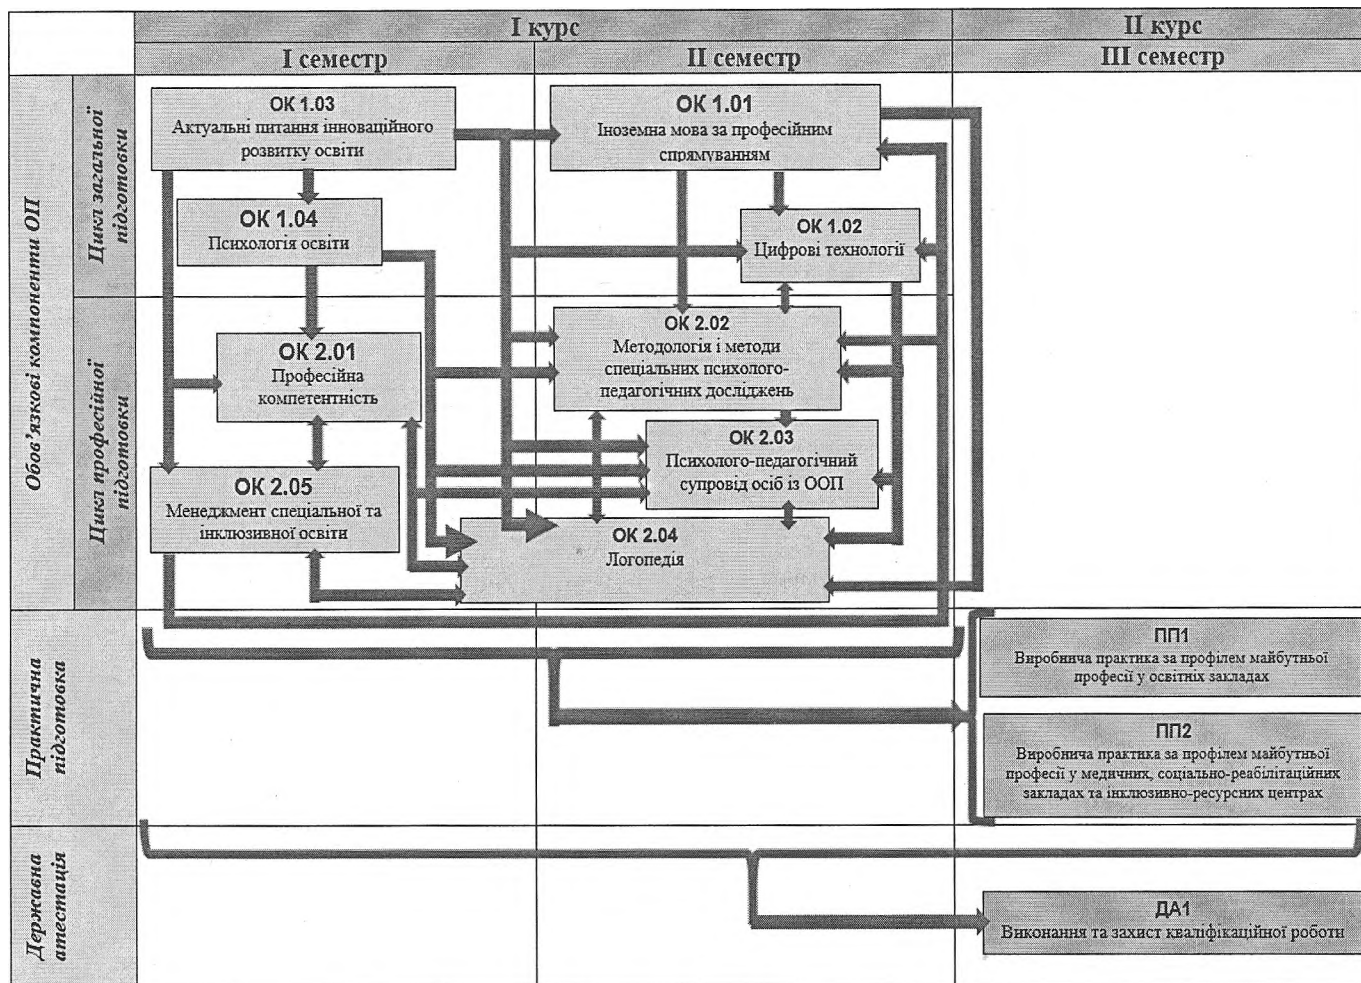 І курс
ІІ курс
І семестр
ІІ семестр
ІІІ семестр
Обов’язкові компоненти ОП
Цикл загальної
підготовки
ОК 1.03
Актуальні питання інноваційного
розвитку освіти
ОК 1.01
Іноземна мова за професійним
спрямуванням
ОК 1.04
Психологія освіти
ОК 1.02
Цифрові технології
Цикл професійної
підготовки
ОК 2.01
Професійна
компетентність
ОК 2.02
Методологія і методи
спеціальних психолого-
педагогічних досліджень
ОК 2.03
Психолого-педагогічний
супровід осіб із ООП
ОК 2.05
Менеджмент спеціальної та
інклюзивної освіти
ОК 2.04
Логопедія
Практична
підготовка
ПП1
Виробнича практика за профілем майбутньої
професії у освітніх закладах
ПП2
Виробнича практика за профілем майбутньої
професії у медичних, соціально-реабілітаційних
закладах та інклюзивно-ресурсних центрах
Державна
атестація
ДА1
Виконання та захист кваліфікаційної роботи